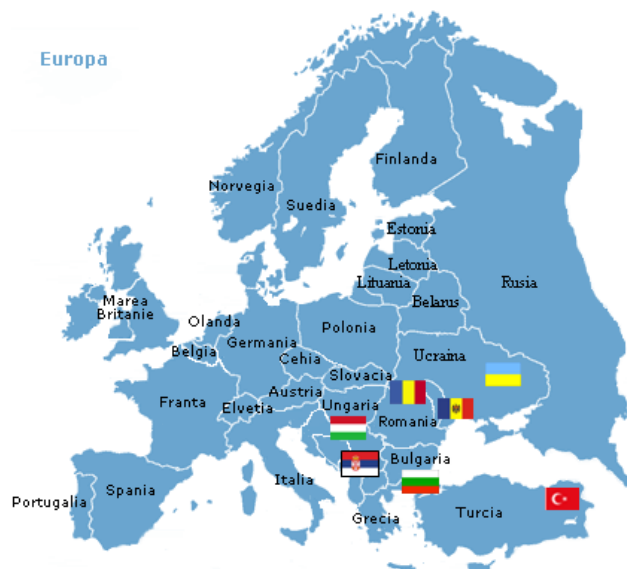 Europa
Finlanda
Norvegia
Suedia
Estonia
Letonia
Lituania
Rusia
Belarus
Marea
Britanie
Olanda
Polonia
Germania
Belgia
Ucraina
Cehia
Slovacia
Austria
Franta
Elvetia
Ungaria
Romania
Bulgaria
Italia
Spania
Portugalia
Turcia
Grecia